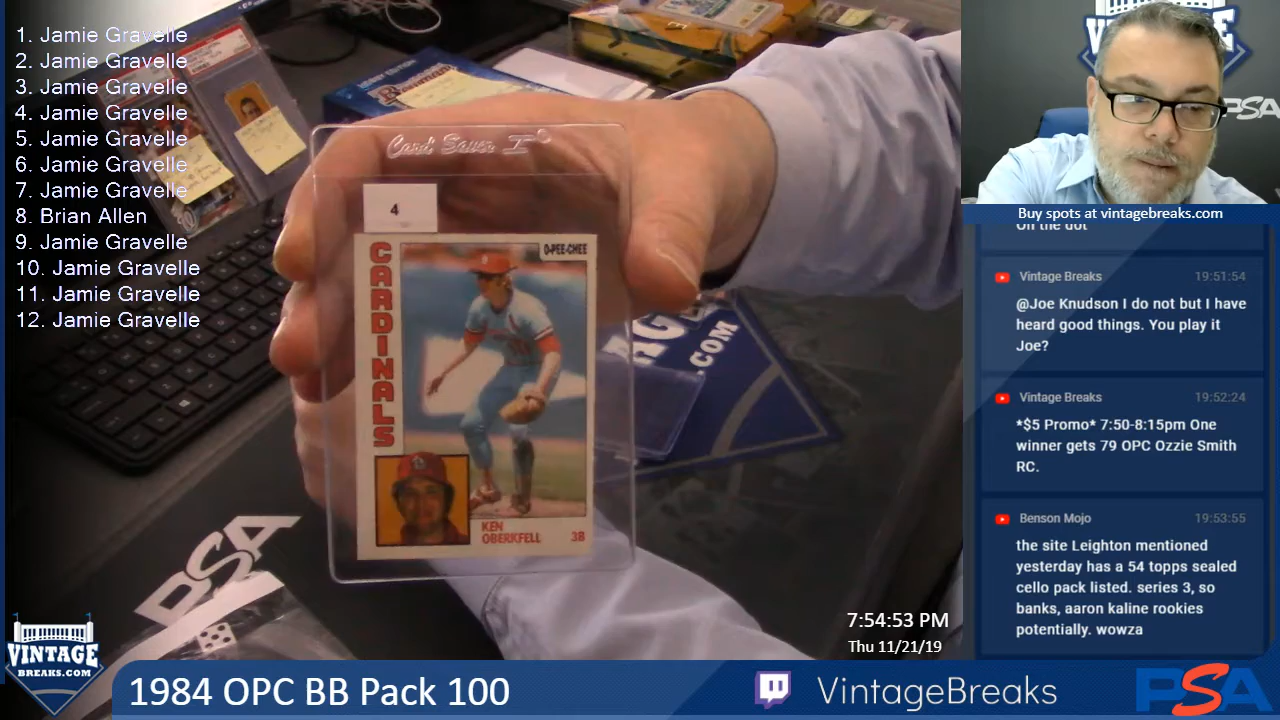 1. Jamie Gravelle
2. Jamie Gravelle
3. Jamie Gravelle
4. Jamie Gravelle
5. Jamie Gravelle
6. Jamie Gravelle
7. Jamie Gravelle
8. Brian Allen
9. Jamie Gravelle
10. Jamie Gravelle
11. Jamie Gravelle
12. Jamie Gravelle
Bowman
Card Saver I
4
O-PEE-CHEE
CARDINALS
KEN
OBERKFELL
38
.COM
PSA
PSA
Buy spots at vintagebreaks.com
On the dot
Vintage Breaks 19:51:54
@Joe Knudson I do not but I have
heard good things. You play it
Joe?
Vintage Breaks 19:52:24
*$5 Promo* 7:50-8:15pm One
winner gets 79 OPC Ozzie Smith
RC.
Benson Mojo 19:53:55
the site Leighton mentioned
yesterday has a 54 topps sealed
cello pack listed. series 3, so
banks, aaron kaline rookies
potentially. wowza
7:54:53 PM
Thu 11/21/19
VINTAGE
BREAKS.COM
1984 OPC BB Pack 100
VintageBreaks
PSA